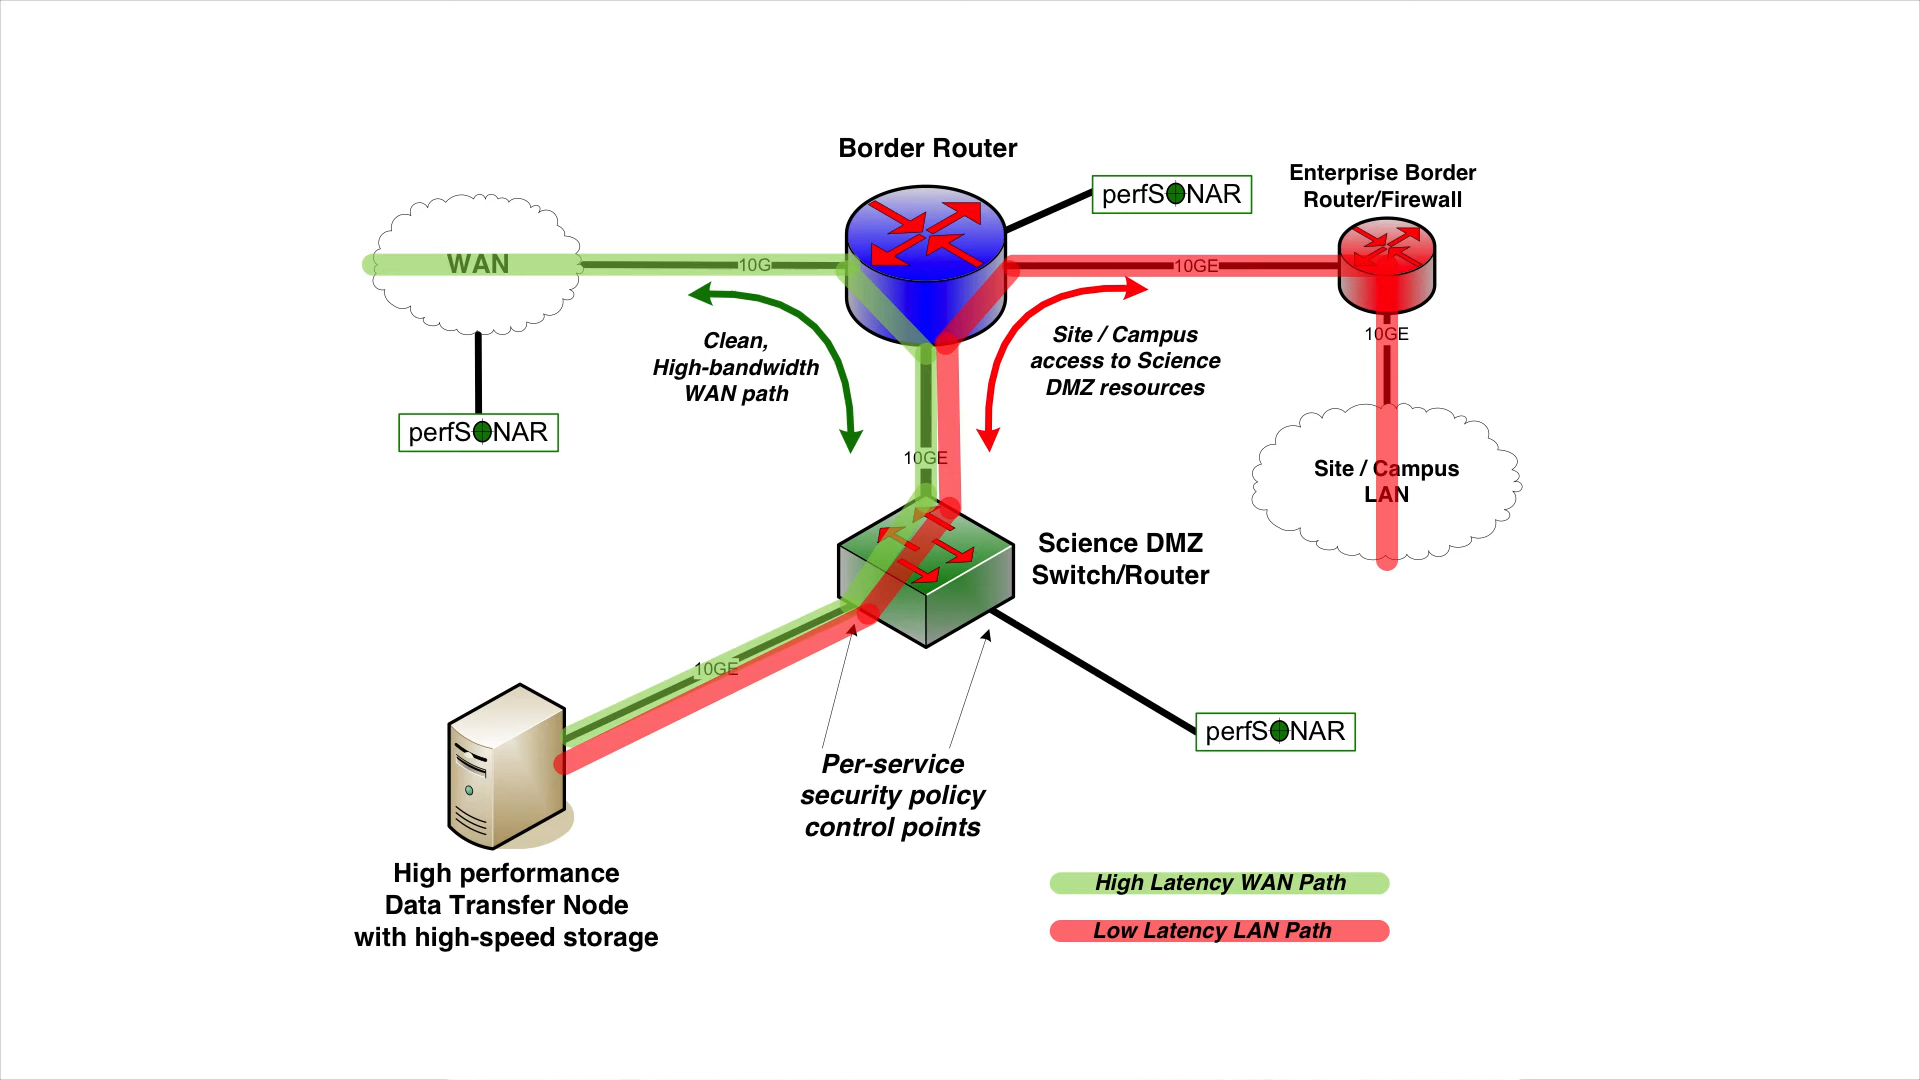 Border Router
perfSONAR
Enterprise Border
Router/Firewall
WAN
10G
10GE
10GE
Clean,
High-bandwidth
WAN path
Site / Campus
access to Science
DMZ resources
perfSONAR
10GE
Site / Campus
LAN
Science DMZ
Switch/Router
10GE
perfSONAR
Per-service
security policy
control points
High performance
Data Transfer Node
with high-speed storage
High Latency WAN Path
Low Latency LAN Path